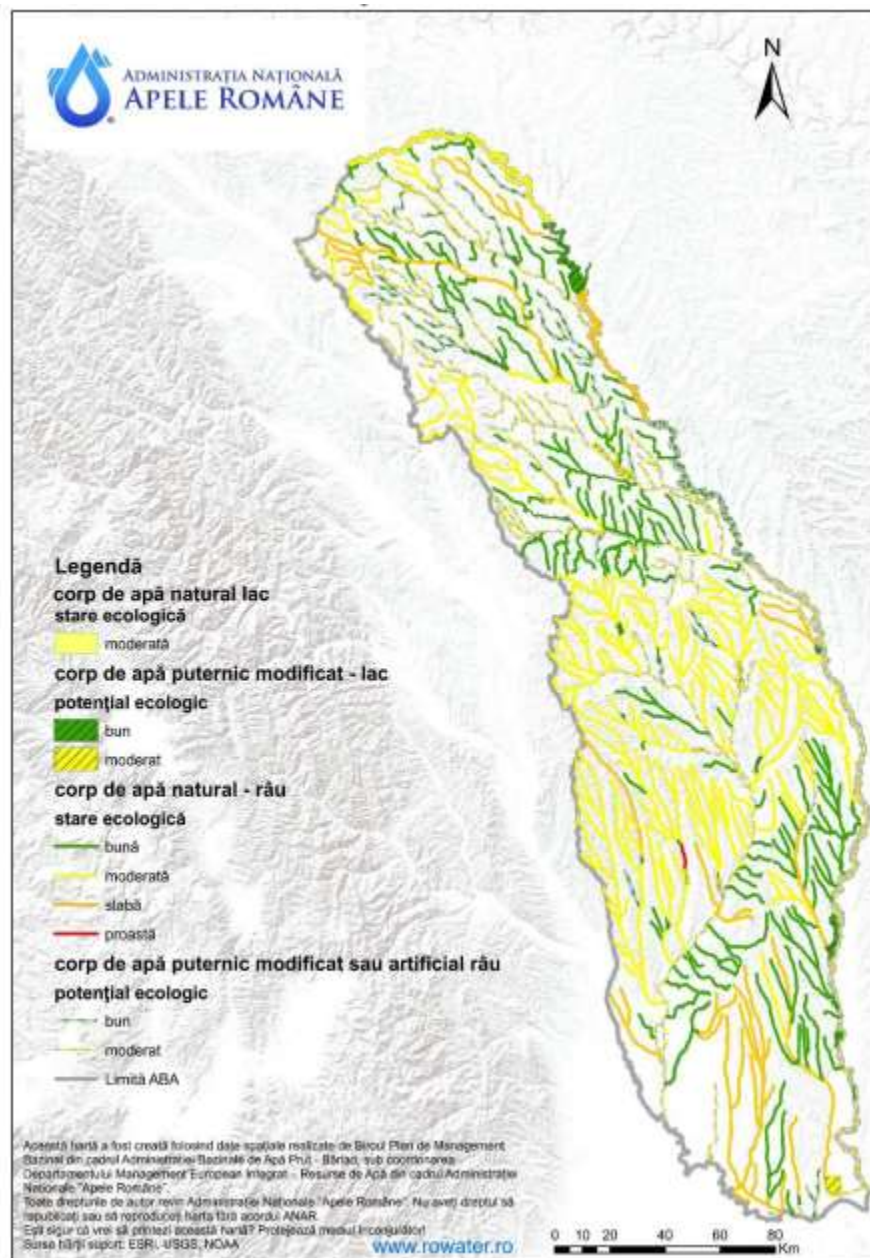 ADMINISTRAȚIA NAȚIONALĂ
APELE ROMÂNE
N
Legendă
corp de apă natural lac
stare ecologică
moderată
corp de apă puternic modificat - lac
potențial ecologic
bun
moderat
corp de apă natural - râu
stare ecologică
bună
moderată
slabă
proastă
corp de apă puternic modificat sau artificial râu
potențial ecologic
bun
moderat
Limită ABA
Această hartă a fost creată folosind date spațiale realizate de Biroul Plan de Management
Bazinal din cadrul Administrației Bazinale de Apă Prut - Bârlad, sub coordonarea
Departamentului Management European Integrat - Resurse de Apă din cadrul Administrației
Naționale "Apele Române".
Toate drepturile de autor revin Administrației Naționale "Apele Române". Nu aveți dreptul să
republicați sau să reproduceți harta fără acordul ANAR.
Ești sigur că vrei să printezi această hartă? Protejează mediul înconjurător!
Sursa hărții suport: ESRI, USGS, NOAA
www.rowater.ro
0 10 20 40 60 80
Km